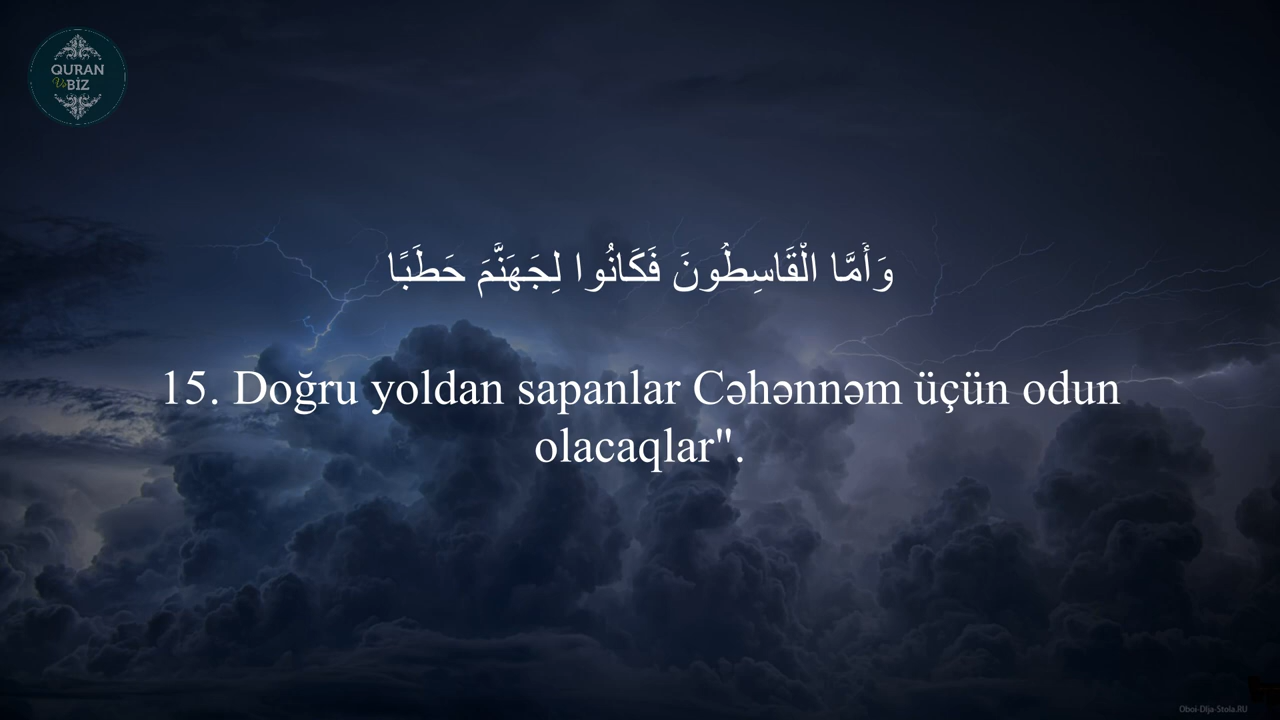 QURAN
Və BİZ
وَأَمَّا الْقَاسِطُونَ فَكَانُوا لِجَهَنَّمَ حَطَبًا
15. Doğru yoldan sapanlar Cəhənnəm üçün odun
olacaqlar".
Oboi-Dlja-Stola.RU